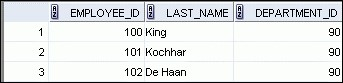 EMPLOYEE_ID LAST_NAME DEPARTMENT_ID
1 100 King 90
2 101 Kochhar 90
3 102 De Haan 90